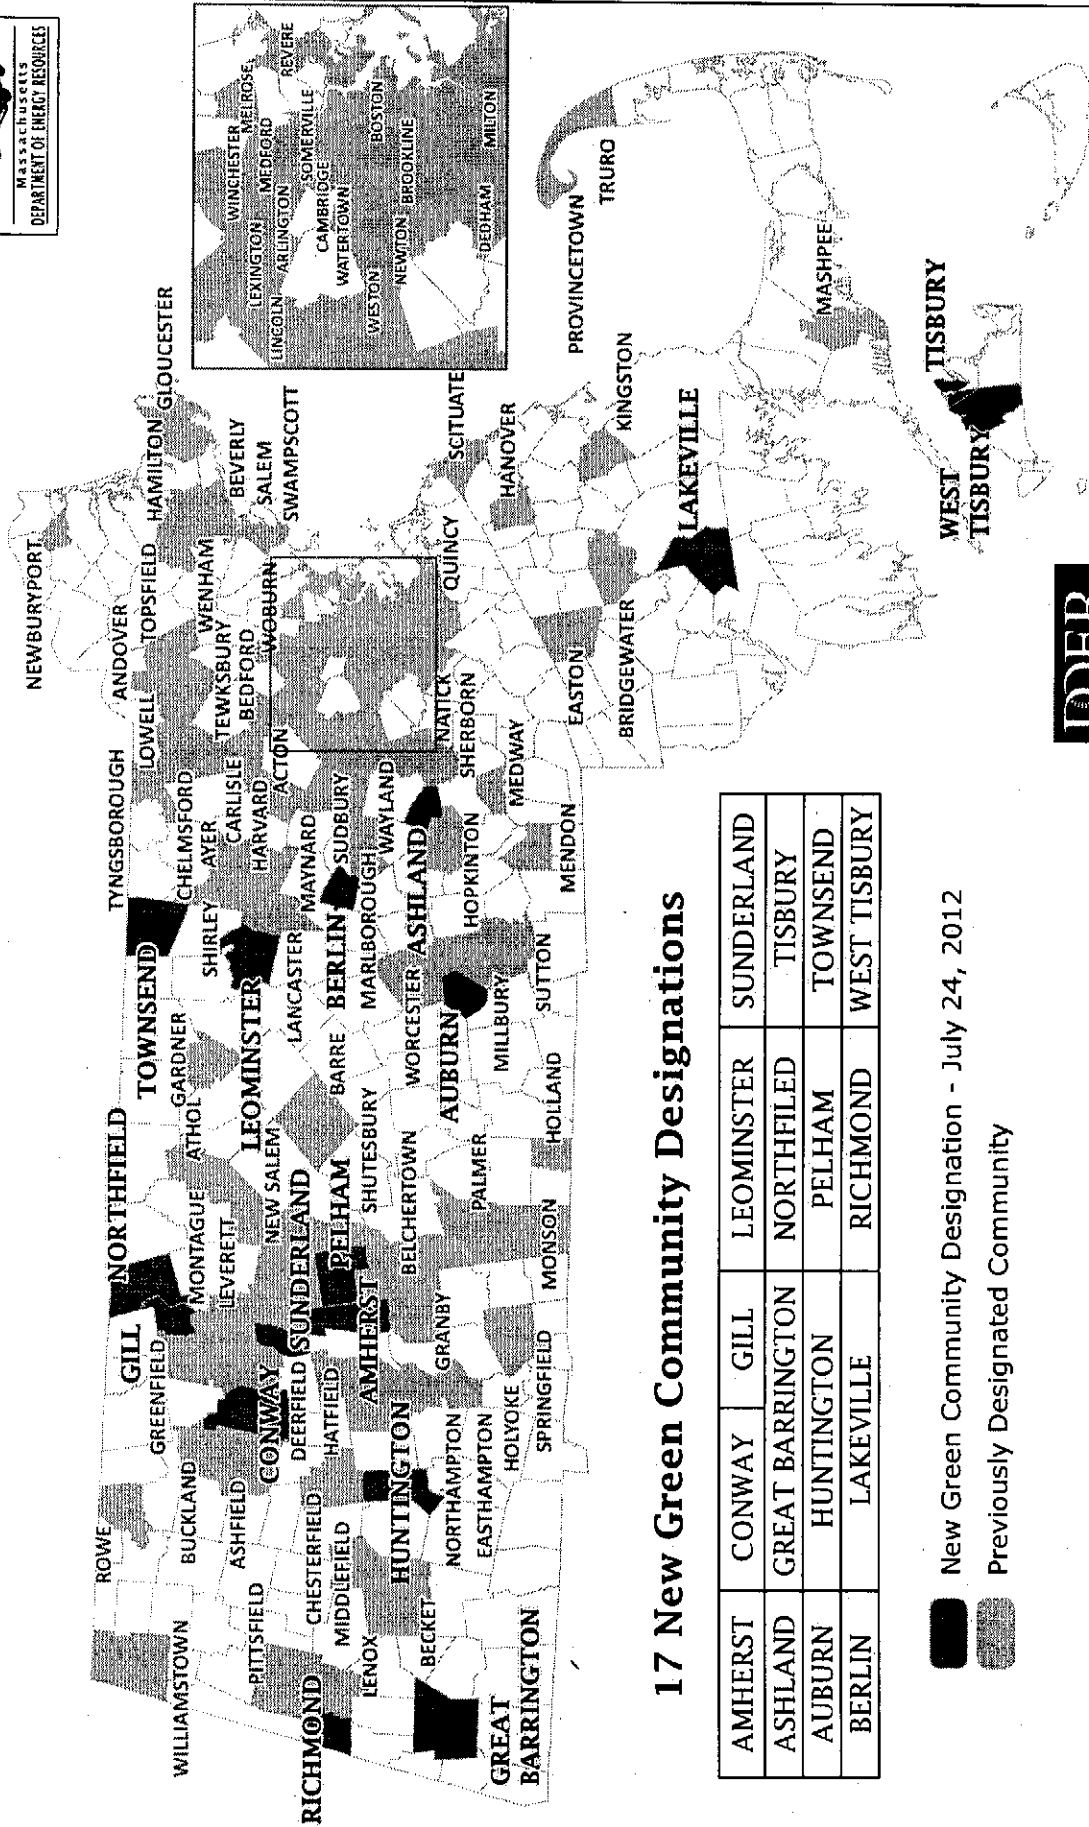 Massachusetts
DEPARTMENT OF ENERGY RESOURCES
NEWBURYPORT
TYNGSBOROUGH
ANDOVER
LOWELL
TOPSFIELD
HAMILTON
GLOUCESTER
NORTHFIELD
TOWNSEND
CHELMSFORD
TEWKSBURY
WENHAM
BEVERLY
SALEM
SWAMPSCOTT
ROWE
GILL
GREENFIELD
MONTAGUE
ATHOL
GARDNER
SHIRLEY
AYER
CARLISLE
BEDFORD
WOBURN
WILLIAMSTOWN
BUCKLAND
LEVERETT
LEOMINSTER
HARVARD
ACTON
ASHFIELD
CONWAY
NEW SALEM
LANCASTER
MAYNARD
SUDBURY
PITTSFIELD
DEERFIELD
SUNDERLAND
BERLIN
WAYLAND
RICHMOND
CHESTERFIELD
HATFIELD
PELHAM
BARRE
MARLBOROUGH
MIDDLEFIELD
AMHERST
SHUTESBURY
WORCESTER
ASHLAND
NATICK
QUINCY
SCITUATE
LENOX
HUNTINGTON
BELCHERTOWN
AUBURN
HOPKINTON
SHERBORN
HANOVER
BECKET
NORTHAMPTON
GRANBY
PALMER
MILLBURY
MEDWAY
EASTHAMPTON
HOLYOKE
GREAT
BARRINGTON
SPRINGFIELD
MONSON
HOLLAND
SUTTON
MENDON
EASTON
BRIDGEWATER
KINGSTON
LAKEVILLE
PROVINCETOWN
TRURO
MASHPEE
WEST
TISBURY
TISBURY
WINCHESTER
MELROSE
LEXINGTON
MEDFORD
REVERE
LINCOLN
ARLINGTON
SOMERVILLE
CAMBRIDGE
WATERTOWN
WESTON
BOSTON
NEWTON
BROOKLINE
DEDHAM
MILTON
17 New Green Community Designations
AMHERST CONWAY GILL LEOMINSTER SUNDERLAND
ASHLAND GREAT BARRINGTON NORTHFILED TISBURY
AUBURN HUNTINGTON PELHAM TOWNSEND
BERLIN LAKEVILLE RICHMOND WEST TISBURY
New Green Community Designation - July 24, 2012
Previously Designated Community